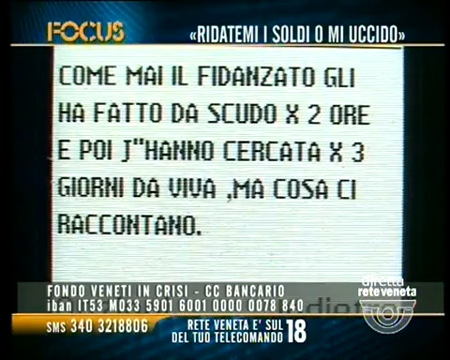 FOCUS
«RIDATEMI I SOLDI O MI UCCIDO»
COME MAI IL FIDANZATO GLI
HA FATTO DA SCUDO X 2 ORE
E POI J"HANNO CERCATA X 3
GIORNI DA VIVA ,MA COSA CI
RACCONTANO.
diretta
reteveneta
FONDO VENETI IN CRISI - CC BANCARIO
iban IT53 M033 5901 6001 0000 0078 840
dietro
SMS 340 3218806
RETE VENETA E' SUL
DEL TUO TELECOMANDO 18